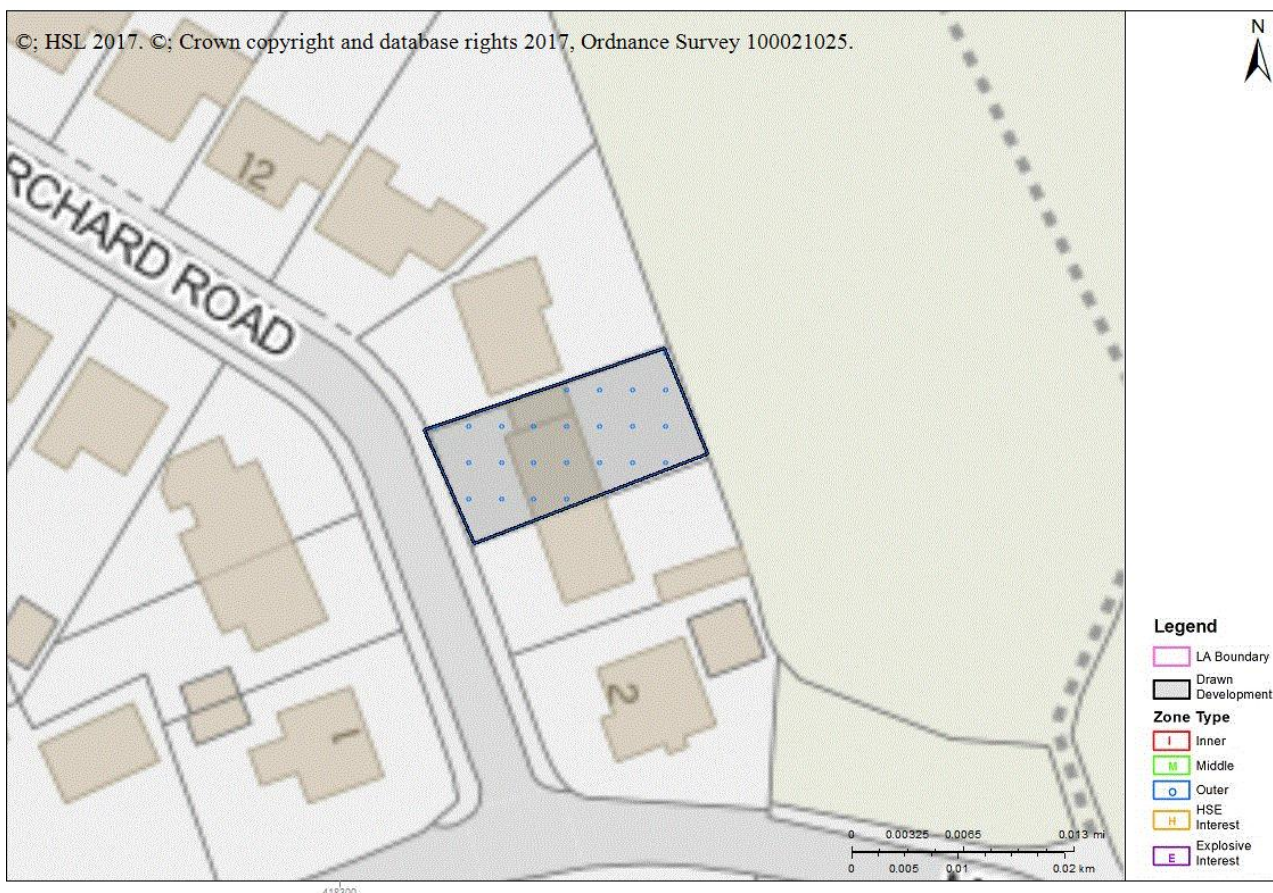 ©; HSL 2017. ©; Crown copyright and database rights 2017, Ordnance Survey 100021025.
N
12
RCHARD ROAD
2
1
Legend
LA Boundary
Drawn
Development
Zone Type
I Inner
M Middle
O Outer
H HSE
Interest
E Explosive
Interest
0 0.00325 0.0065 0.013 mi
0 0.005 0.01 0.02 km